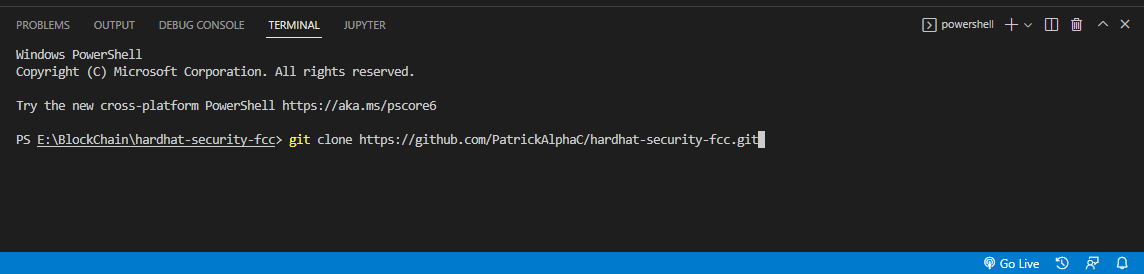 PROBLEMS OUTPUT DEBUG CONSOLE TERMINAL JUPYTER powershell
Windows PowerShell
Copyright (C) Microsoft Corporation. All rights reserved.
Try the new cross-platform PowerShell https://aka.ms/pscore6
PS E:\BlockChain\hardhat-security-fcc> git clone https://github.com/PatrickAlphaC/hardhat-security-fcc.git
Go Live